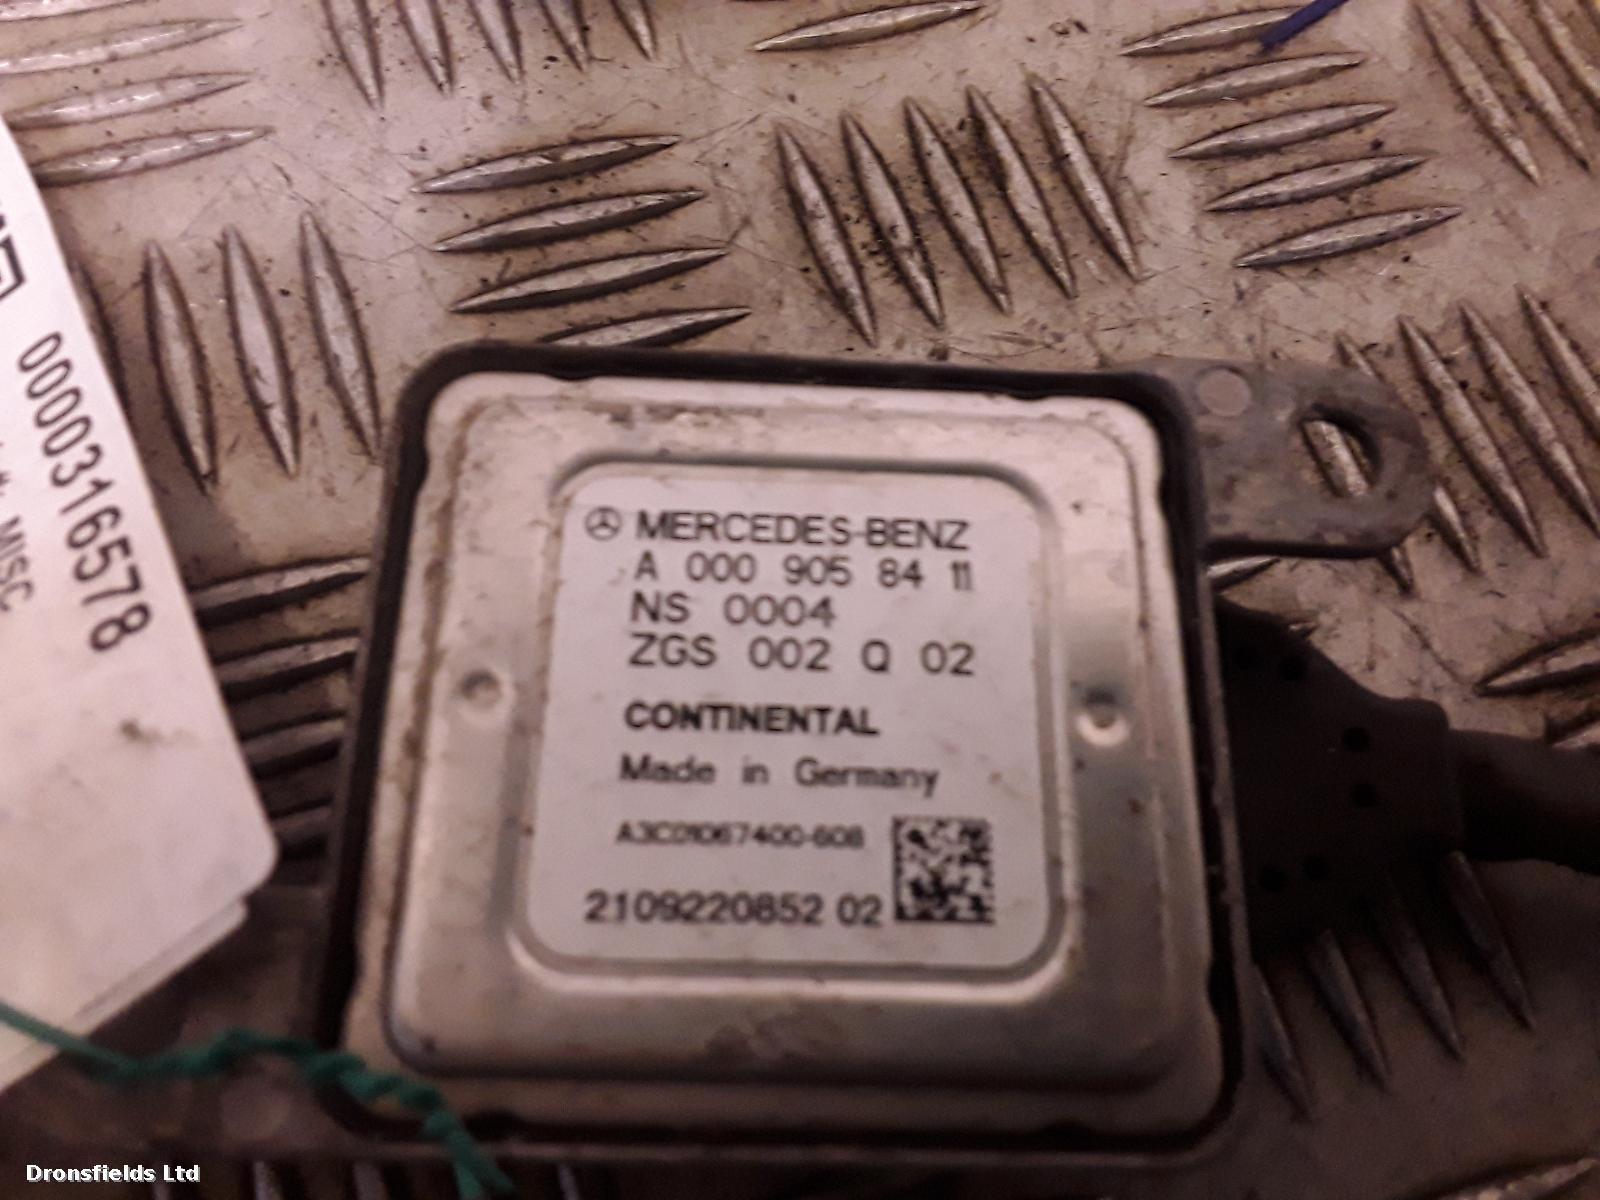 MERCEDES-BENZ
A 000 905 84 11
NS 0004
ZGS 002 Q 02
CONTINENTAL
Made in Germany
A3C01067400-608
2109220852 02
0000316578
MISC
Dronsfields Ltd